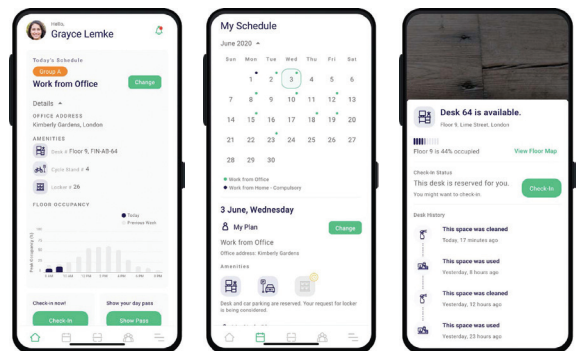 Hello,
Grayce Lemke
Today's Schedule
Group A
Work from Office
Change
Details
OFFICE ADDRESS
Kimberly Gardens, London
AMENITIES
Desk # Floor 9, FIN-AB-64
Cycle Stand # 4
Locker # 26
FLOOR OCCUPANCY
Today
Previous Week
Peak Occupancy (%)
100
75
50
25
0
Check-in now!
Show your day pass
Check-In
Show Pass
My Schedule
June 2020
Sun Mon Tue Wed Thu Fri Sat
1 2 3 4 5 6
7 8 9 10 11 12 13
14 15 16 17 18 19 20
21 22 23 24 25 26 27
28 29 30
Work from Office
Work from Home - Compulsory
3 June, Wednesday
My Plan
Change
Work from Office
Office address: Kimberly Gardens
Amenities
Desk and car parking are reserved. Your request for locker
is being considered.
Desk 64 is available.
Floor 9, Lime Street, London
Floor 9 is 44% occupied
View Floor Map
Check-In Status
This desk is reserved for you.
You might want to check-in.
Check-In
Desk History
This space was cleaned
Today, 17 minutes ago
This space was used
Yesterday, 8 hours ago
This space was cleaned
Yesterday, 12 hours ago
This space was used
Yesterday, 23 hours ago